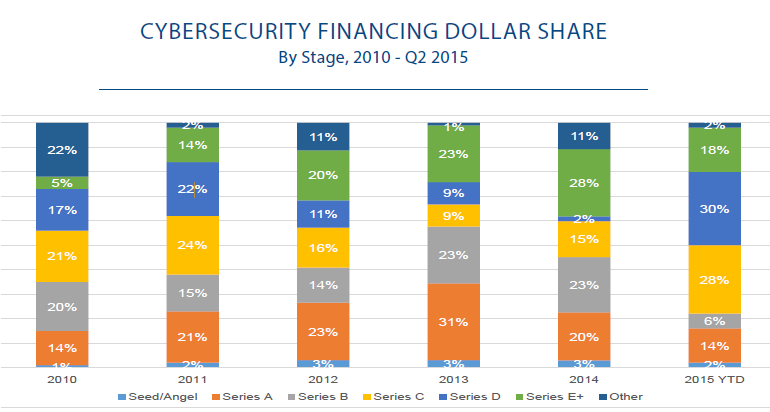 CYBERSECURITY FINANCING DOLLAR SHARE
By Stage, 2010 - Q2 2015
22% 2% 11% 1% 11% 2%
5% 14% 20% 23% 28% 18%
17% 22% 11% 9% 2% 30%
21% 24% 16% 9% 15% 28%
20% 15% 14% 23% 23% 6%
14% 21% 23% 31% 20% 14%
1% 2% 3% 3% 3% 2%
2010 2011 2012 2013 2014 2015 YTD
Seed/Angel Series A Series B Series C Series D Series E+ Other